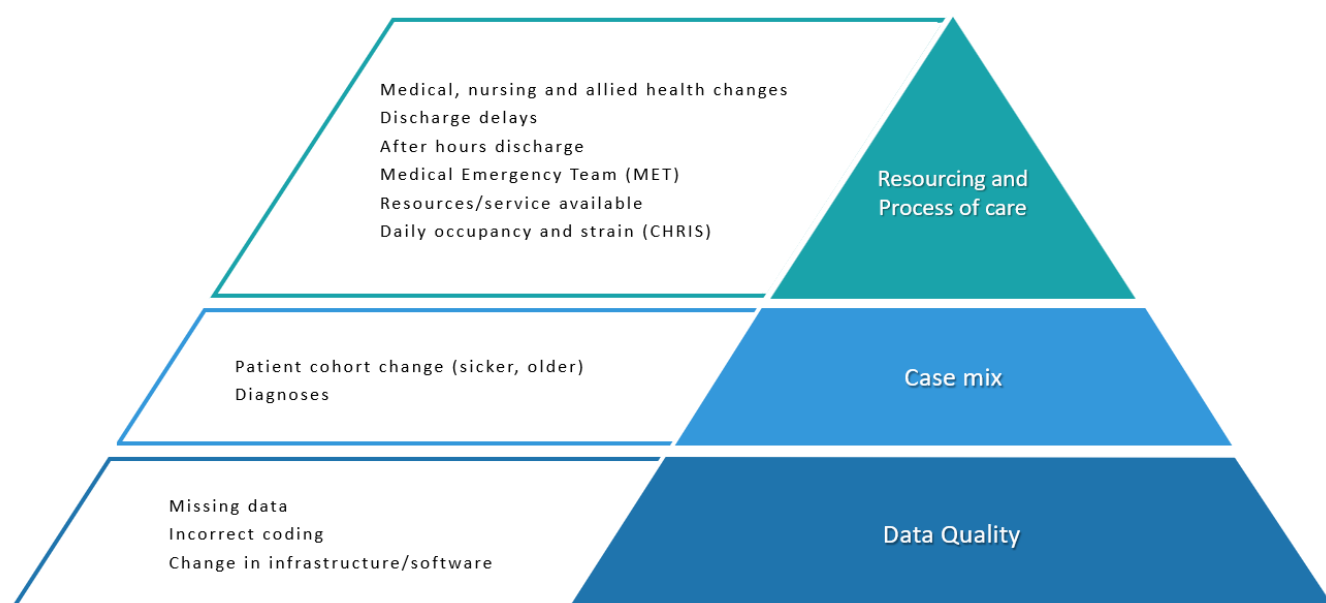 Medical, nursing and allied health changes
Discharge delays
After hours discharge
Medical Emergency Team (MET)
Resources/service available
Daily occupancy and strain (CHRIS)
Resourcing and
Process of care
Patient cohort change (sicker, older)
Diagnoses
Case mix
Missing data
Incorrect coding
Change in infrastructure/software
Data Quality